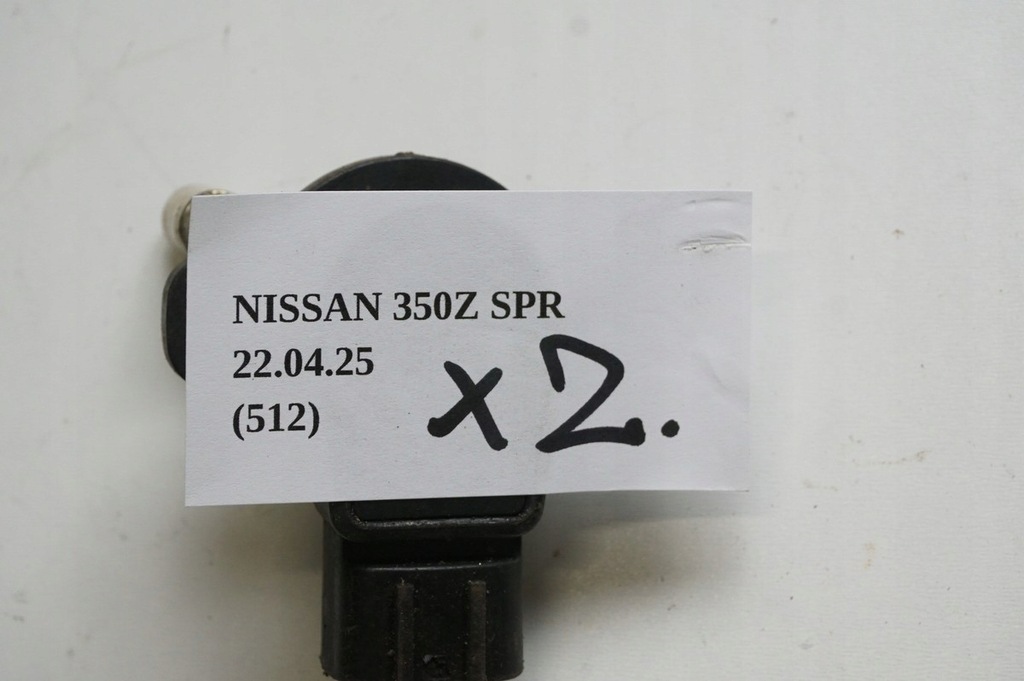 NISSAN 350Z SPR
22.04.25
(512)
x2.